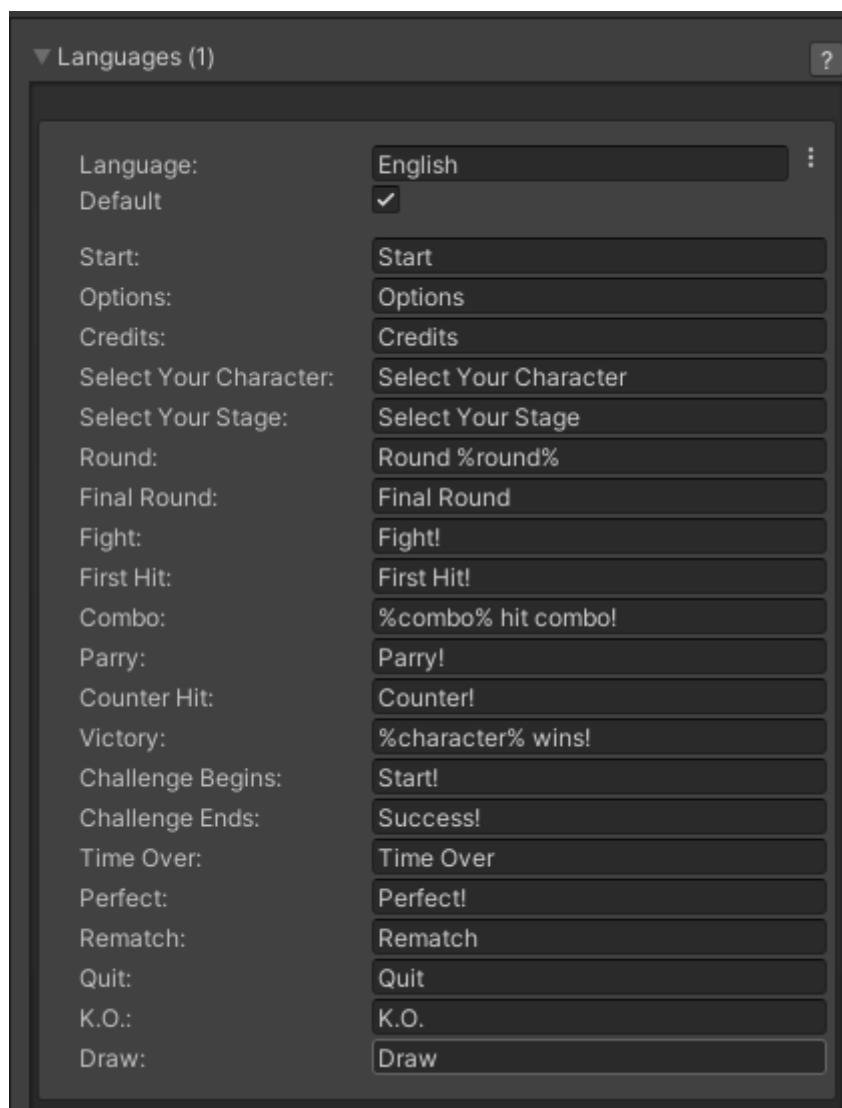 Languages (1)
?
Language: English
Default
Start: Start
Options: Options
Credits: Credits
Select Your Character: Select Your Character
Select Your Stage: Select Your Stage
Round: Round %round%
Final Round: Final Round
Fight: Fight!
First Hit: First Hit!
Combo: %combo% hit combo!
Parry: Parry!
Counter Hit: Counter!
Victory: %character% wins!
Challenge Begins: Start!
Challenge Ends: Success!
Time Over: Time Over
Perfect: Perfect!
Rematch: Rematch
Quit: Quit
K.O.: K.O.
Draw: Draw